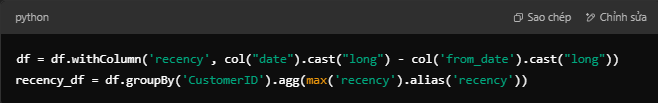 python
Sao chép
Chỉnh sửa
df = df.withColumn('recency', col("date").cast("long") - col('from_date').cast("long"))
recency_df = df.groupBy('CustomerID').agg(max('recency').alias('recency'))